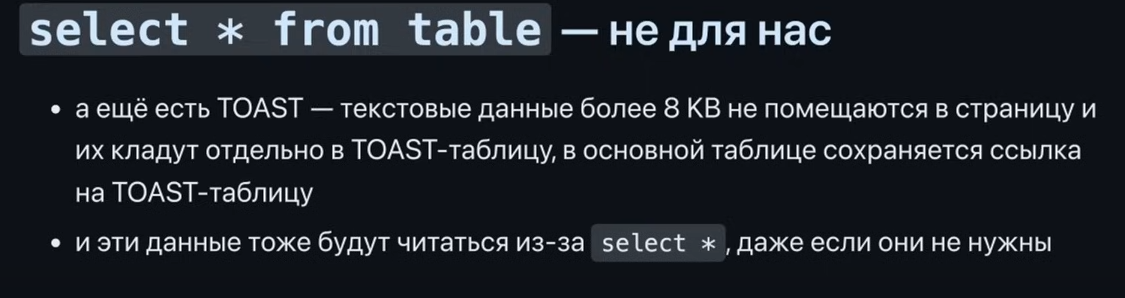 select * from table — не для нас
• а ещё есть TOAST — текстовые данные более 8 KB не помещаются в страницу и
их кладут отдельно в TOAST-таблицу, в основной таблице сохраняется ссылка
на TOAST-таблицу
• и эти данные тоже будут читаться из-за select *, даже если они не нужны